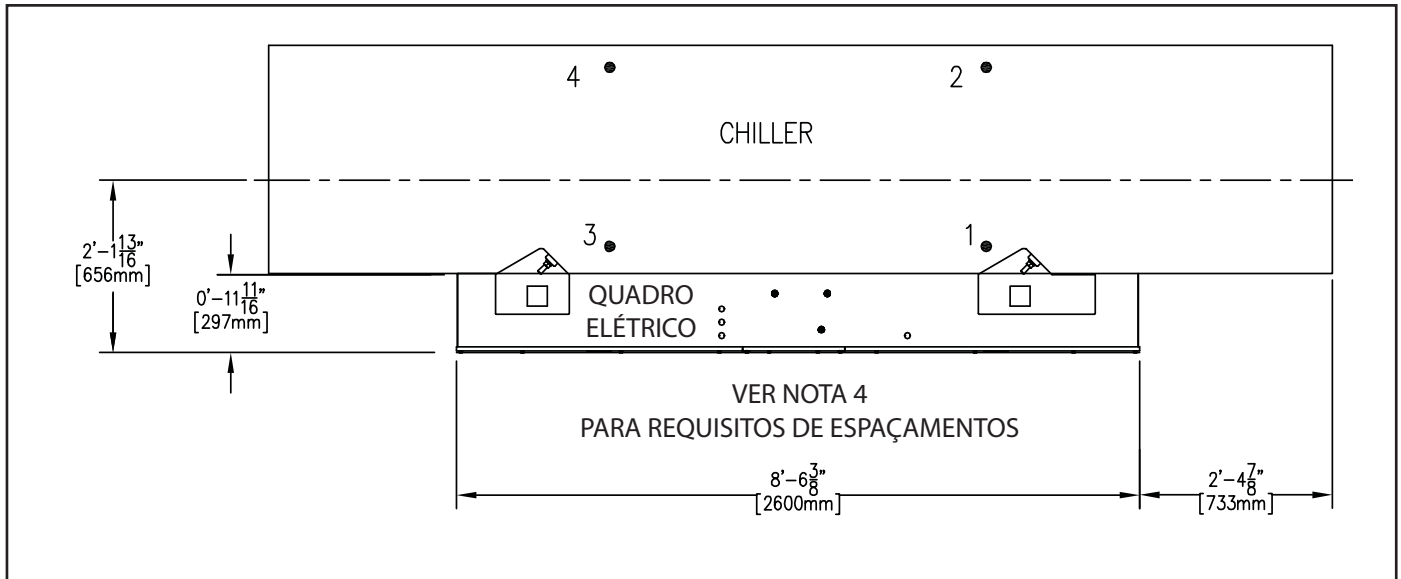 4
2
CHILLER
2'-1 13/16"
[656mm]
3
1
0'-11 11/16"
[297mm]
QUADRO
ELÉTRICO
VER NOTA 4
PARA REQUISITOS DE ESPAÇAMENTOS
8'-6 3/8"
[2600mm]
2'-4 7/8"
[733mm]